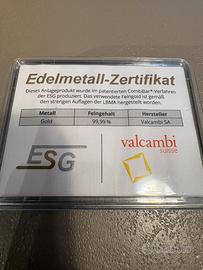 Edelmetall-Zertifikat
Dieses Anlageprodukt wurde im patentierten CombiBar®-Verfahren
der ESG produziert. Das verwendete Feingold ist gemäß
den strengen Auflagen der LBMA hergestellt worden.
Metall Feingehalt Hersteller
Gold 99,99% Valcambi SA
ESG
valcambi
suisse